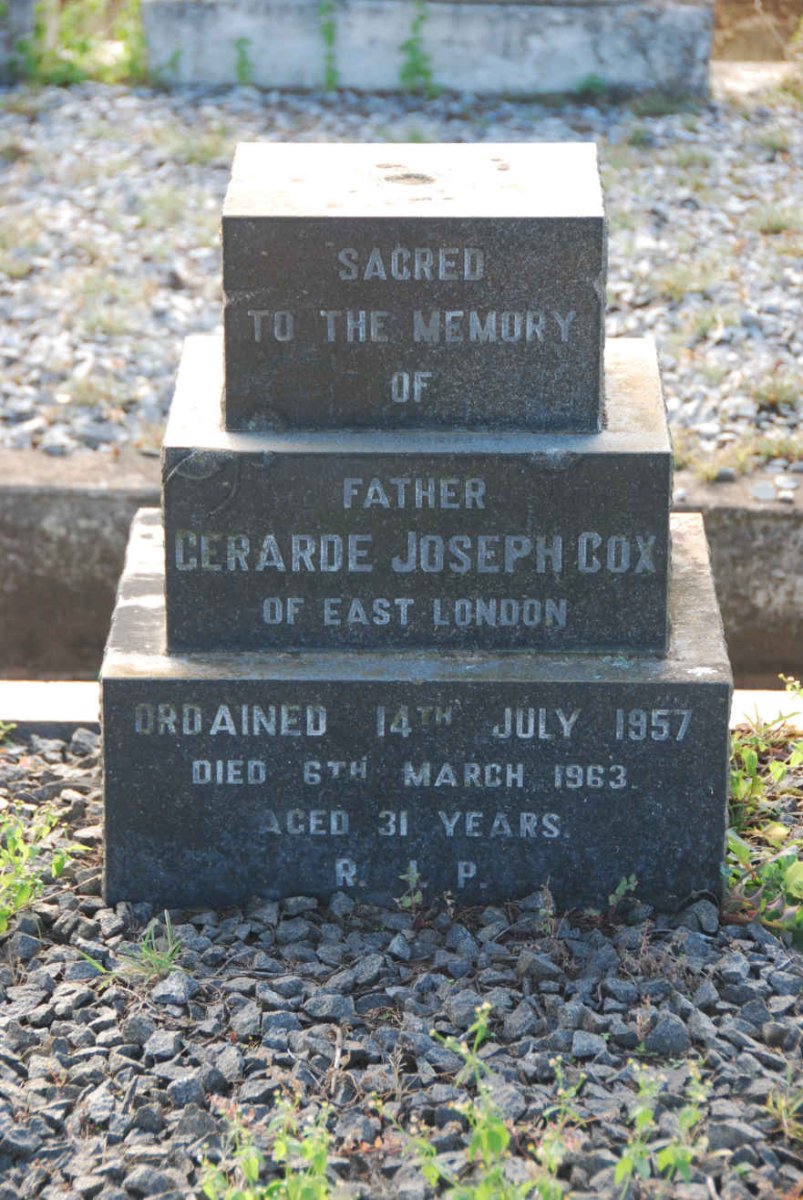 SACRED
TO THE MEMORY
OF
FATHER
GERARDE JOSEPH COX
OF EAST LONDON
ORDAINED 14TH JULY 1957
DIED 6TH MARCH 1963.
AGED 31 YEARS.
R. I. P.